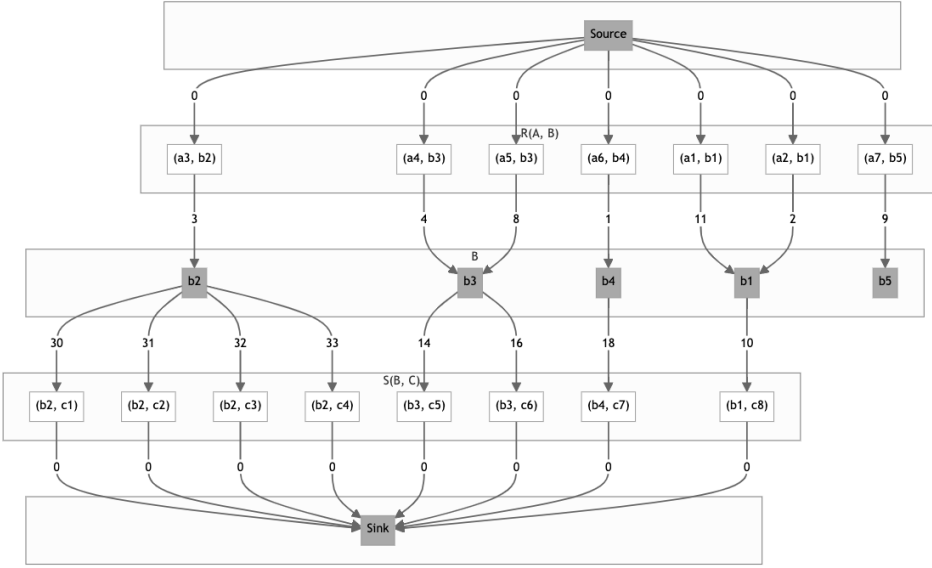 Source
0 0 0 0 0 0 0
R(A, B)
(a3, b2) (a4, b3) (a5, b3) (a6, b4) (a1, b1) (a2, b1) (a7, b5)
3 4 8 1 11 2 9
B
b2 b3 b4 b1 b5
30 31 32 33 14 16 18 10
S(B, C)
(b2, c1) (b2, c2) (b2, c3) (b2, c4) (b3, c5) (b3, c6) (b4, c7) (b1, c8)
0 0 0 0 0 0 0 0
Sink